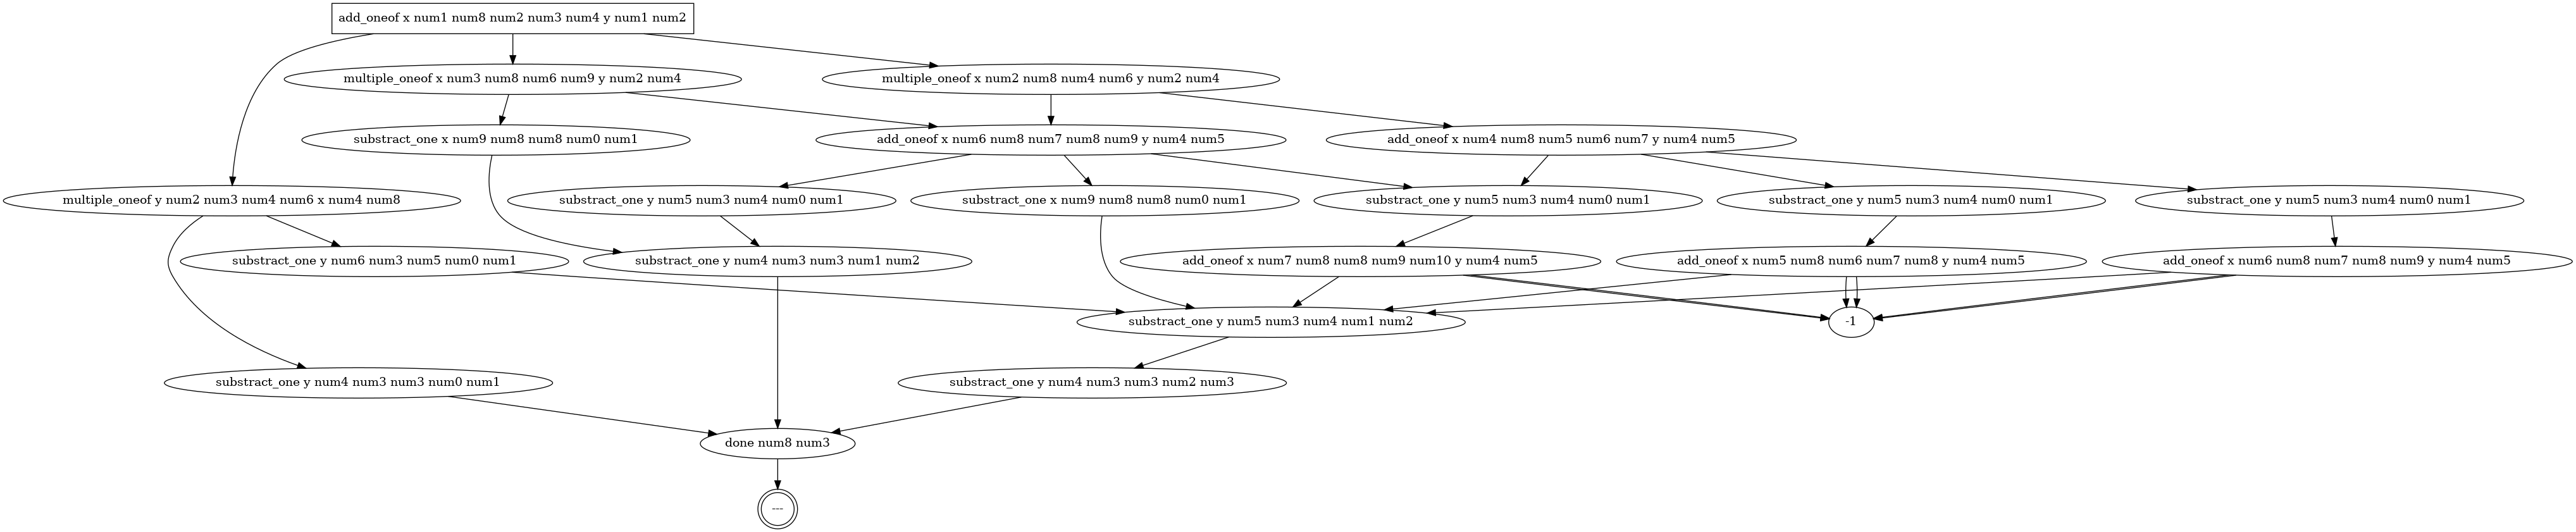 add_oneof x num1 num8 num2 num3 num4 y num1 num2
multiple_oneof x num3 num8 num6 num9 y num2 num4
multiple_oneof x num2 num8 num4 num6 y num2 num4
substract_one x num9 num8 num8 num0 num1
add_oneof x num6 num8 num7 num8 num9 y num4 num5
add_oneof x num4 num8 num5 num6 num7 y num4 num5
multiple_oneof y num2 num3 num4 num6 x num4 num8
substract_one y num5 num3 num4 num0 num1
substract_one x num9 num8 num8 num0 num1
substract_one y num5 num3 num4 num0 num1
substract_one y num5 num3 num4 num0 num1
substract_one y num5 num3 num4 num0 num1
substract_one y num6 num3 num5 num0 num1
substract_one y num4 num3 num3 num1 num2
add_oneof x num7 num8 num8 num9 num10 y num4 num5
add_oneof x num5 num8 num6 num7 num8 y num4 num5
add_oneof x num6 num8 num7 num8 num9 y num4 num5
substract_one y num5 num3 num4 num1 num2
-1
substract_one y num4 num3 num3 num0 num1
substract_one y num4 num3 num3 num2 num3
done num8 num3
---